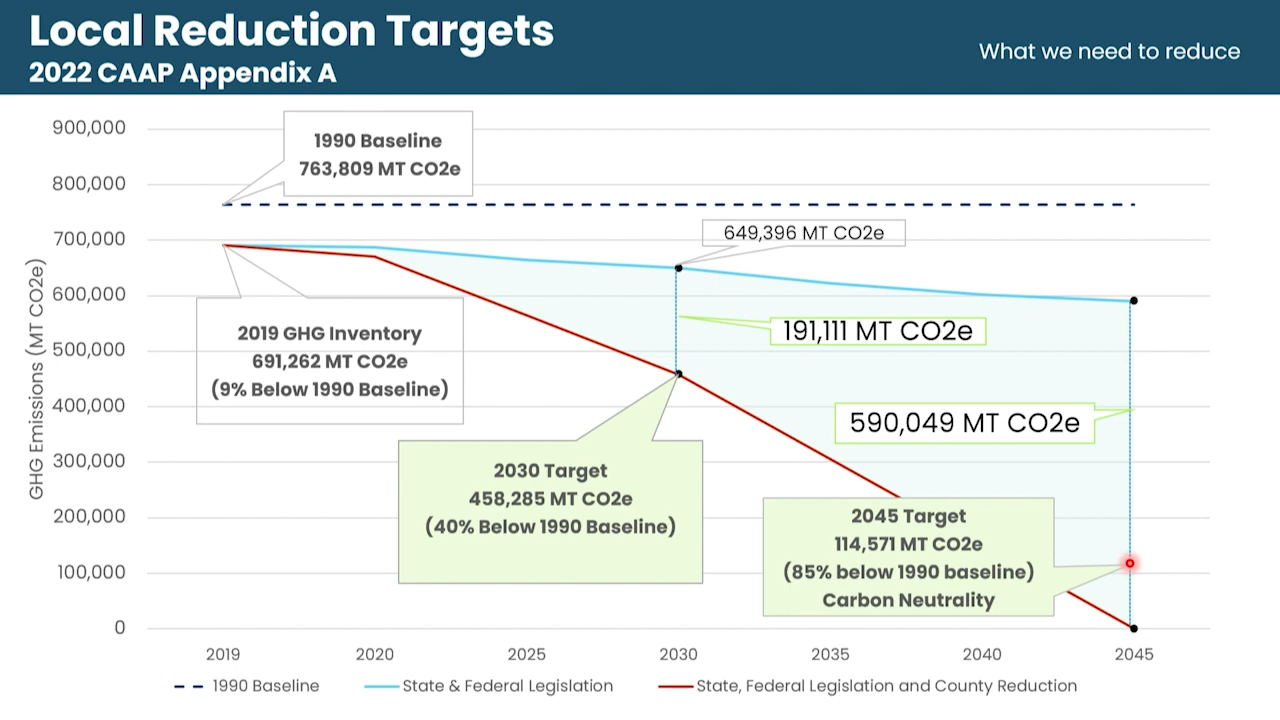 Local Reduction Targets
2022 CAAP Appendix A
What we need to reduce
GHG Emissions (MT CO2e)
900,000
800,000
700,000
600,000
500,000
400,000
300,000
200,000
100,000
0
1990 Baseline
763,809 MT CO2e
649,396 MT CO2e
191,111 MT CO2e
2019 GHG Inventory
691,262 MT CO2e
(9% Below 1990 Baseline)
590,049 MT CO2e
2030 Target
458,285 MT CO2e
(40% Below 1990 Baseline)
2045 Target
114,571 MT CO2e
(85% below 1990 baseline)
Carbon Neutrality
2019
2020
2025
2030
2035
2040
2045
1990 Baseline
State & Federal Legislation
State, Federal Legislation and County Reduction